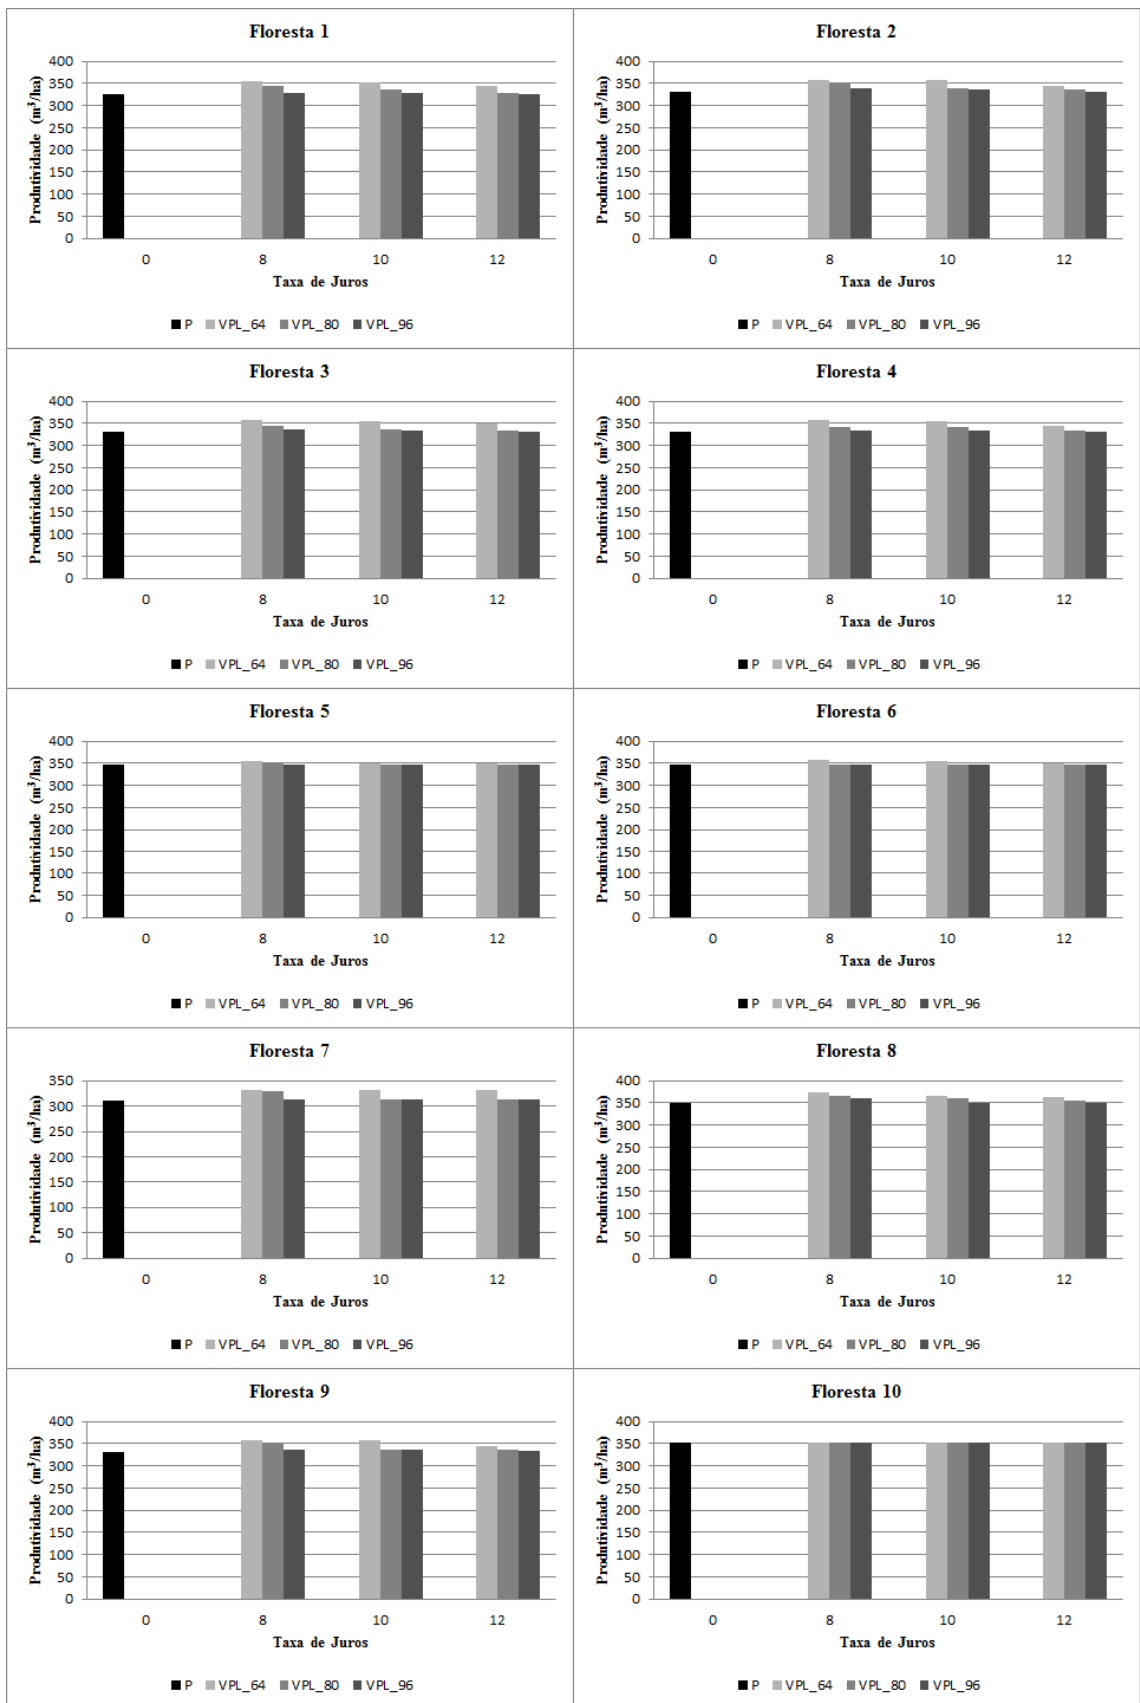 Floresta 1
Produtividade (m³/ha)
400
350
300
250
200
150
100
50
0
0 8 10 12
Taxa de Juros
P VPL_64 VPL_80 VPL_96
Floresta 2
Produtividade (m³/ha)
400
350
300
250
200
150
100
50
0
0 8 10 12
Taxa de Juros
P VPL_64 VPL_80 VPL_96
Floresta 3
Produtividade (m³/ha)
400
350
300
250
200
150
100
50
0
0 8 10 12
Taxa de Juros
P VPL_64 VPL_80 VPL_96
Floresta 4
Produtividade (m³/ha)
400
350
300
250
200
150
100
50
0
0 8 10 12
Taxa de Juros
P VPL_64 VPL_80 VPL_96
Floresta 5
Produtividade (m³/ha)
400
350
300
250
200
150
100
50
0
0 8 10 12
Taxa de Juros
P VPL_64 VPL_80 VPL_96
Floresta 6
Produtividade (m³/ha)
400
350
300
250
200
150
100
50
0
0 8 10 12
Taxa de Juros
P VPL_64 VPL_80 VPL_96
Floresta 7
Produtividade (m³/ha)
350
300
250
200
150
100
50
0
0 8 10 12
Taxa de Juros
P VPL_64 VPL_80 VPL_96
Floresta 8
Produtividade (m³/ha)
400
350
300
250
200
150
100
50
0
0 8 10 12
Taxa de Juros
P VPL_64 VPL_80 VPL_96
Floresta 9
Produtividade (m³/ha)
400
350
300
250
200
150
100
50
0
0 8 10 12
Taxa de Juros
P VPL_64 VPL_80 VPL_96
Floresta 10
Produtividade (m³/ha)
400
350
300
250
200
150
100
50
0
0 8 10 12
Taxa de Juros
P VPL_64 VPL_80 VPL_96